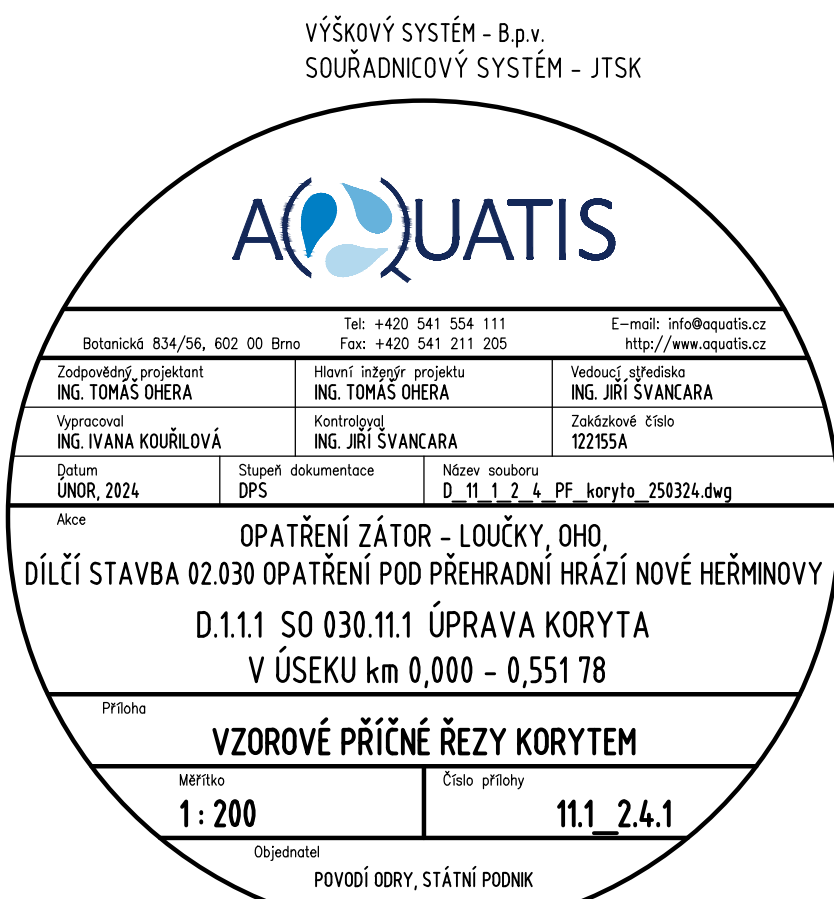 VÝŠKOVÝ SYSTÉM - B.p.v.
SOUŘADNICOVÝ SYSTÉM - JTSK
AQUATIS
Botanická 834/56, 602 00 Brno
Tel: +420 541 554 111
Fax: +420 541 211 205
E-mail: info@aquatis.cz
http://www.aquatis.cz
Zodpovědný projektant
ING. TOMÁŠ OHERA
Hlavní inženýr projektu
ING. TOMÁŠ OHERA
Vedoucí střediska
ING. JIŘÍ ŠVANCARA
Vypracoval
ING. IVANA KOUŘILOVÁ
Kontroloval
ING. JIŘÍ ŠVANCARA
Zakázkové číslo
122155A
Datum
ÚNOR, 2024
Stupeň dokumentace
DPS
Název souboru
D_11_1_2_4_PF_koryto_250324.dwg
Akce
OPATŘENÍ ZÁTOR - LOUČKY, OHO,
DÍLČÍ STAVBA 02.030 OPATŘENÍ POD PŘEHRADNÍ HRÁZÍ NOVÉ HEŘMINOVY
D.1.1.1 SO 030.11.1 ÚPRAVA KORYTA
V ÚSEKU km 0,000 - 0,551 78
Příloha
VZOROVÉ PŘÍČNÉ ŘEZY KORYTEM
Měřítko
1 : 200
Číslo přílohy
11.1_2.4.1
Objednatel
POVODÍ ODRY, STÁTNÍ PODNIK